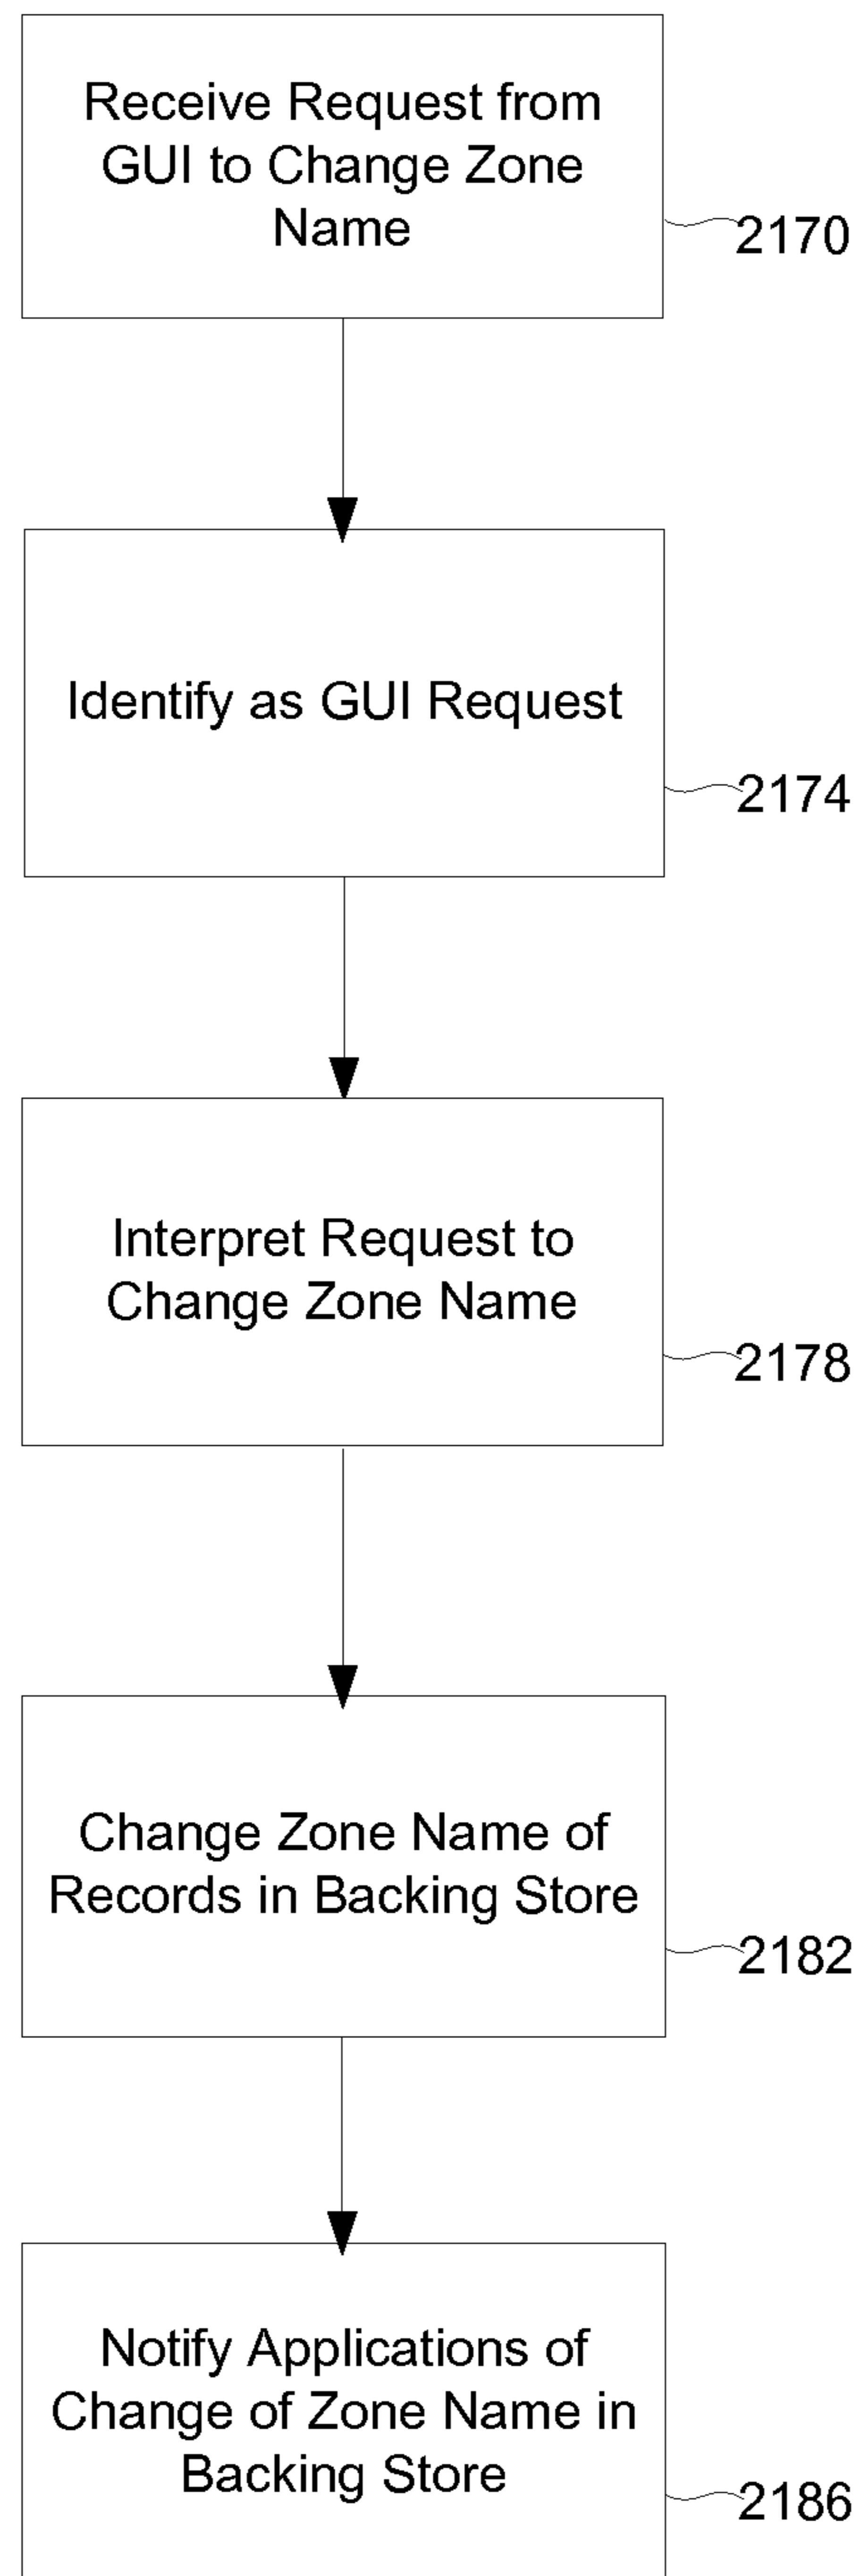 Receive Request from
GUI to Change Zone
Name
2170
Identify as GUI Request
2174
Interpret Request to
Change Zone Name
2178
Change Zone Name of
Records in Backing Store
2182
Notify Applications of
Change of Zone Name in
Backing Store
2186